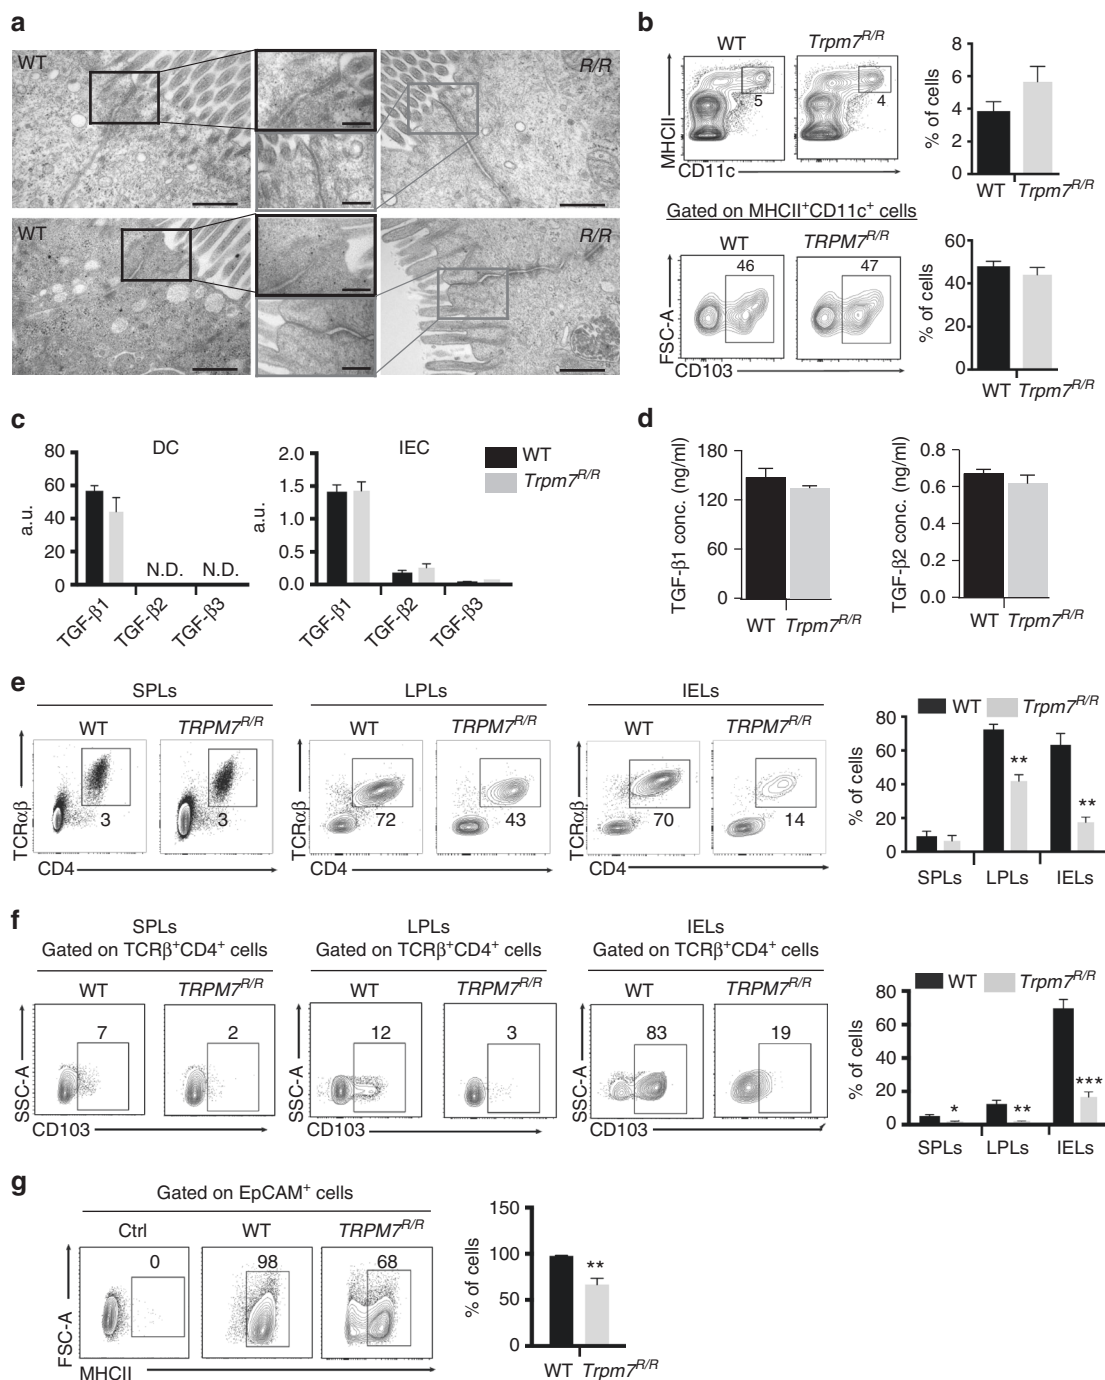 a
WT
R/R
WT
R/R
b
WT
Trpm7R/R
5
4
MHCII
CD11c
8
6
4
2
0
% of cells
WT Trpm7R/R
Gated on MHCII+CD11c+ cells
WT
TRPM7R/R
46
47
FSC-A
CD103
60
40
20
0
% of cells
WT Trpm7R/R
c
DC
80
60
40
20
0
a.u.
N.D. N.D.
TGF-β1
TGF-β2
TGF-β3
IEC
2.0
1.5
1.0
0.5
0.0
a.u.
TGF-β1
TGF-β2
TGF-β3
WT
Trpm7R/R
d
180
120
60
0
TGF-β1 conc. (ng/ml)
WT Trpm7R/R
0.8
0.6
0.4
0.2
0.0
TGF-β2 conc. (ng/ml)
WT Trpm7R/R
e
SPLs
WT
TRPM7R/R
3
3
TCRαβ
CD4
LPLs
WT
TRPM7R/R
72
43
TCRαβ
CD4
IELs
WT
TRPM7R/R
70
14
TCRαβ
CD4
WT
Trpm7R/R
80
60
40
20
0
% of cells
**
**
SPLs LPLs IELs
f
SPLs
Gated on TCRβ+CD4+ cells
WT
TRPM7R/R
7
2
SSC-A
CD103
LPLs
Gated on TCRβ+CD4+ cells
WT
TRPM7R/R
12
3
SSC-A
CD103
IELs
Gated on TCRβ+CD4+ cells
WT
TRPM7R/R
83
19
SSC-A
CD103
WT
Trpm7R/R
80
60
40
20
0
% of cells
*
**
***
SPLs LPLs IELs
g
Gated on EpCAM+ cells
Ctrl
WT
TRPM7R/R
0
98
68
FSC-A
MHCII
150
100
50
0
% of cells
**
WT Trpm7R/R